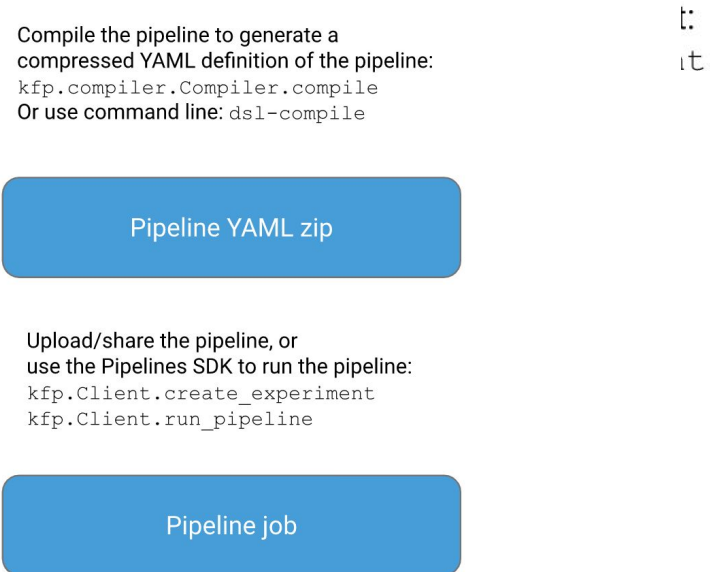 Compile the pipeline to generate a
compressed YAML definition of the pipeline:
kfp.compiler.Compiler.compile
Or use command line: dsl-compile
Pipeline YAML zip
Upload/share the pipeline, or
use the Pipelines SDK to run the pipeline:
kfp.Client.create_experiment
kfp.Client.run_pipeline
Pipeline job